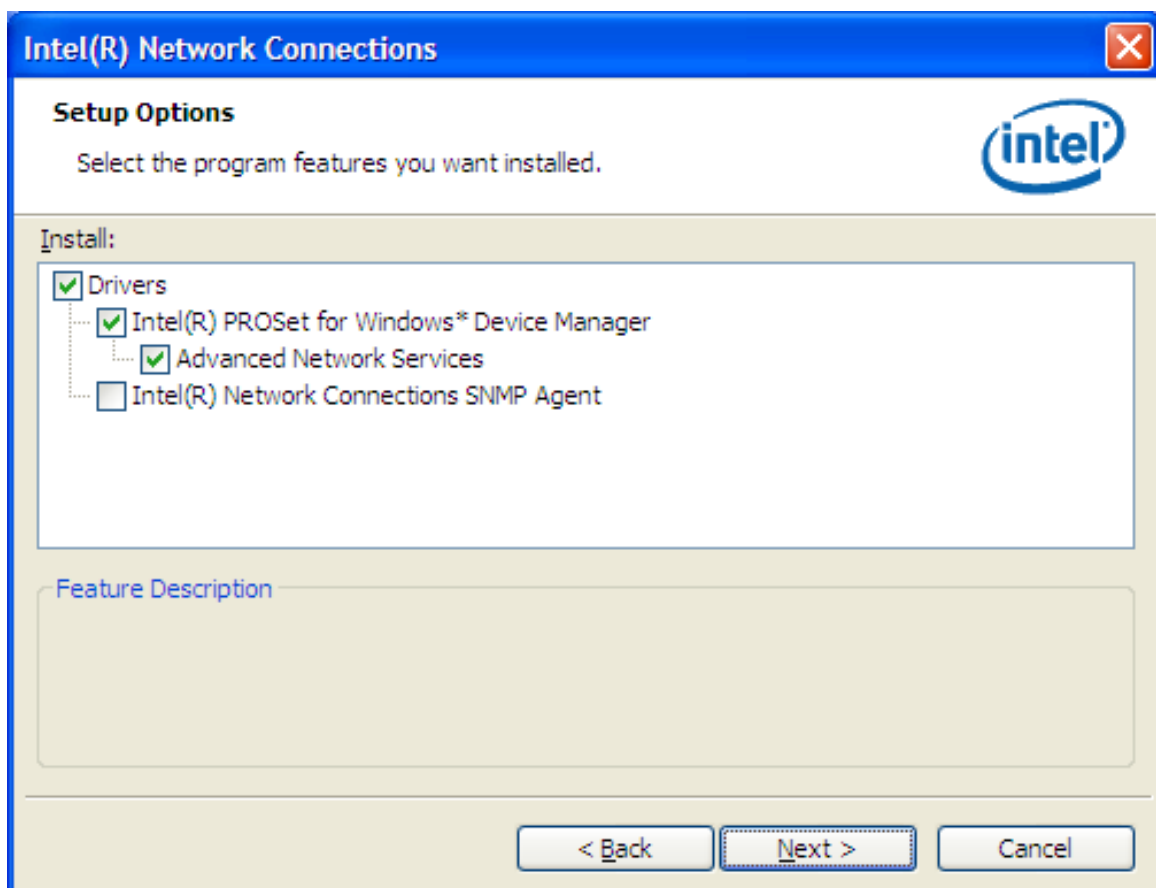 Intel(R) Network Connections
Setup Options
intel
Select the program features you want installed.
Install:
Drivers
Intel(R) PROSet for Windows* Device Manager
Advanced Network Services
Intel(R) Network Connections SNMP Agent
Feature Description
< Back Next > Cancel